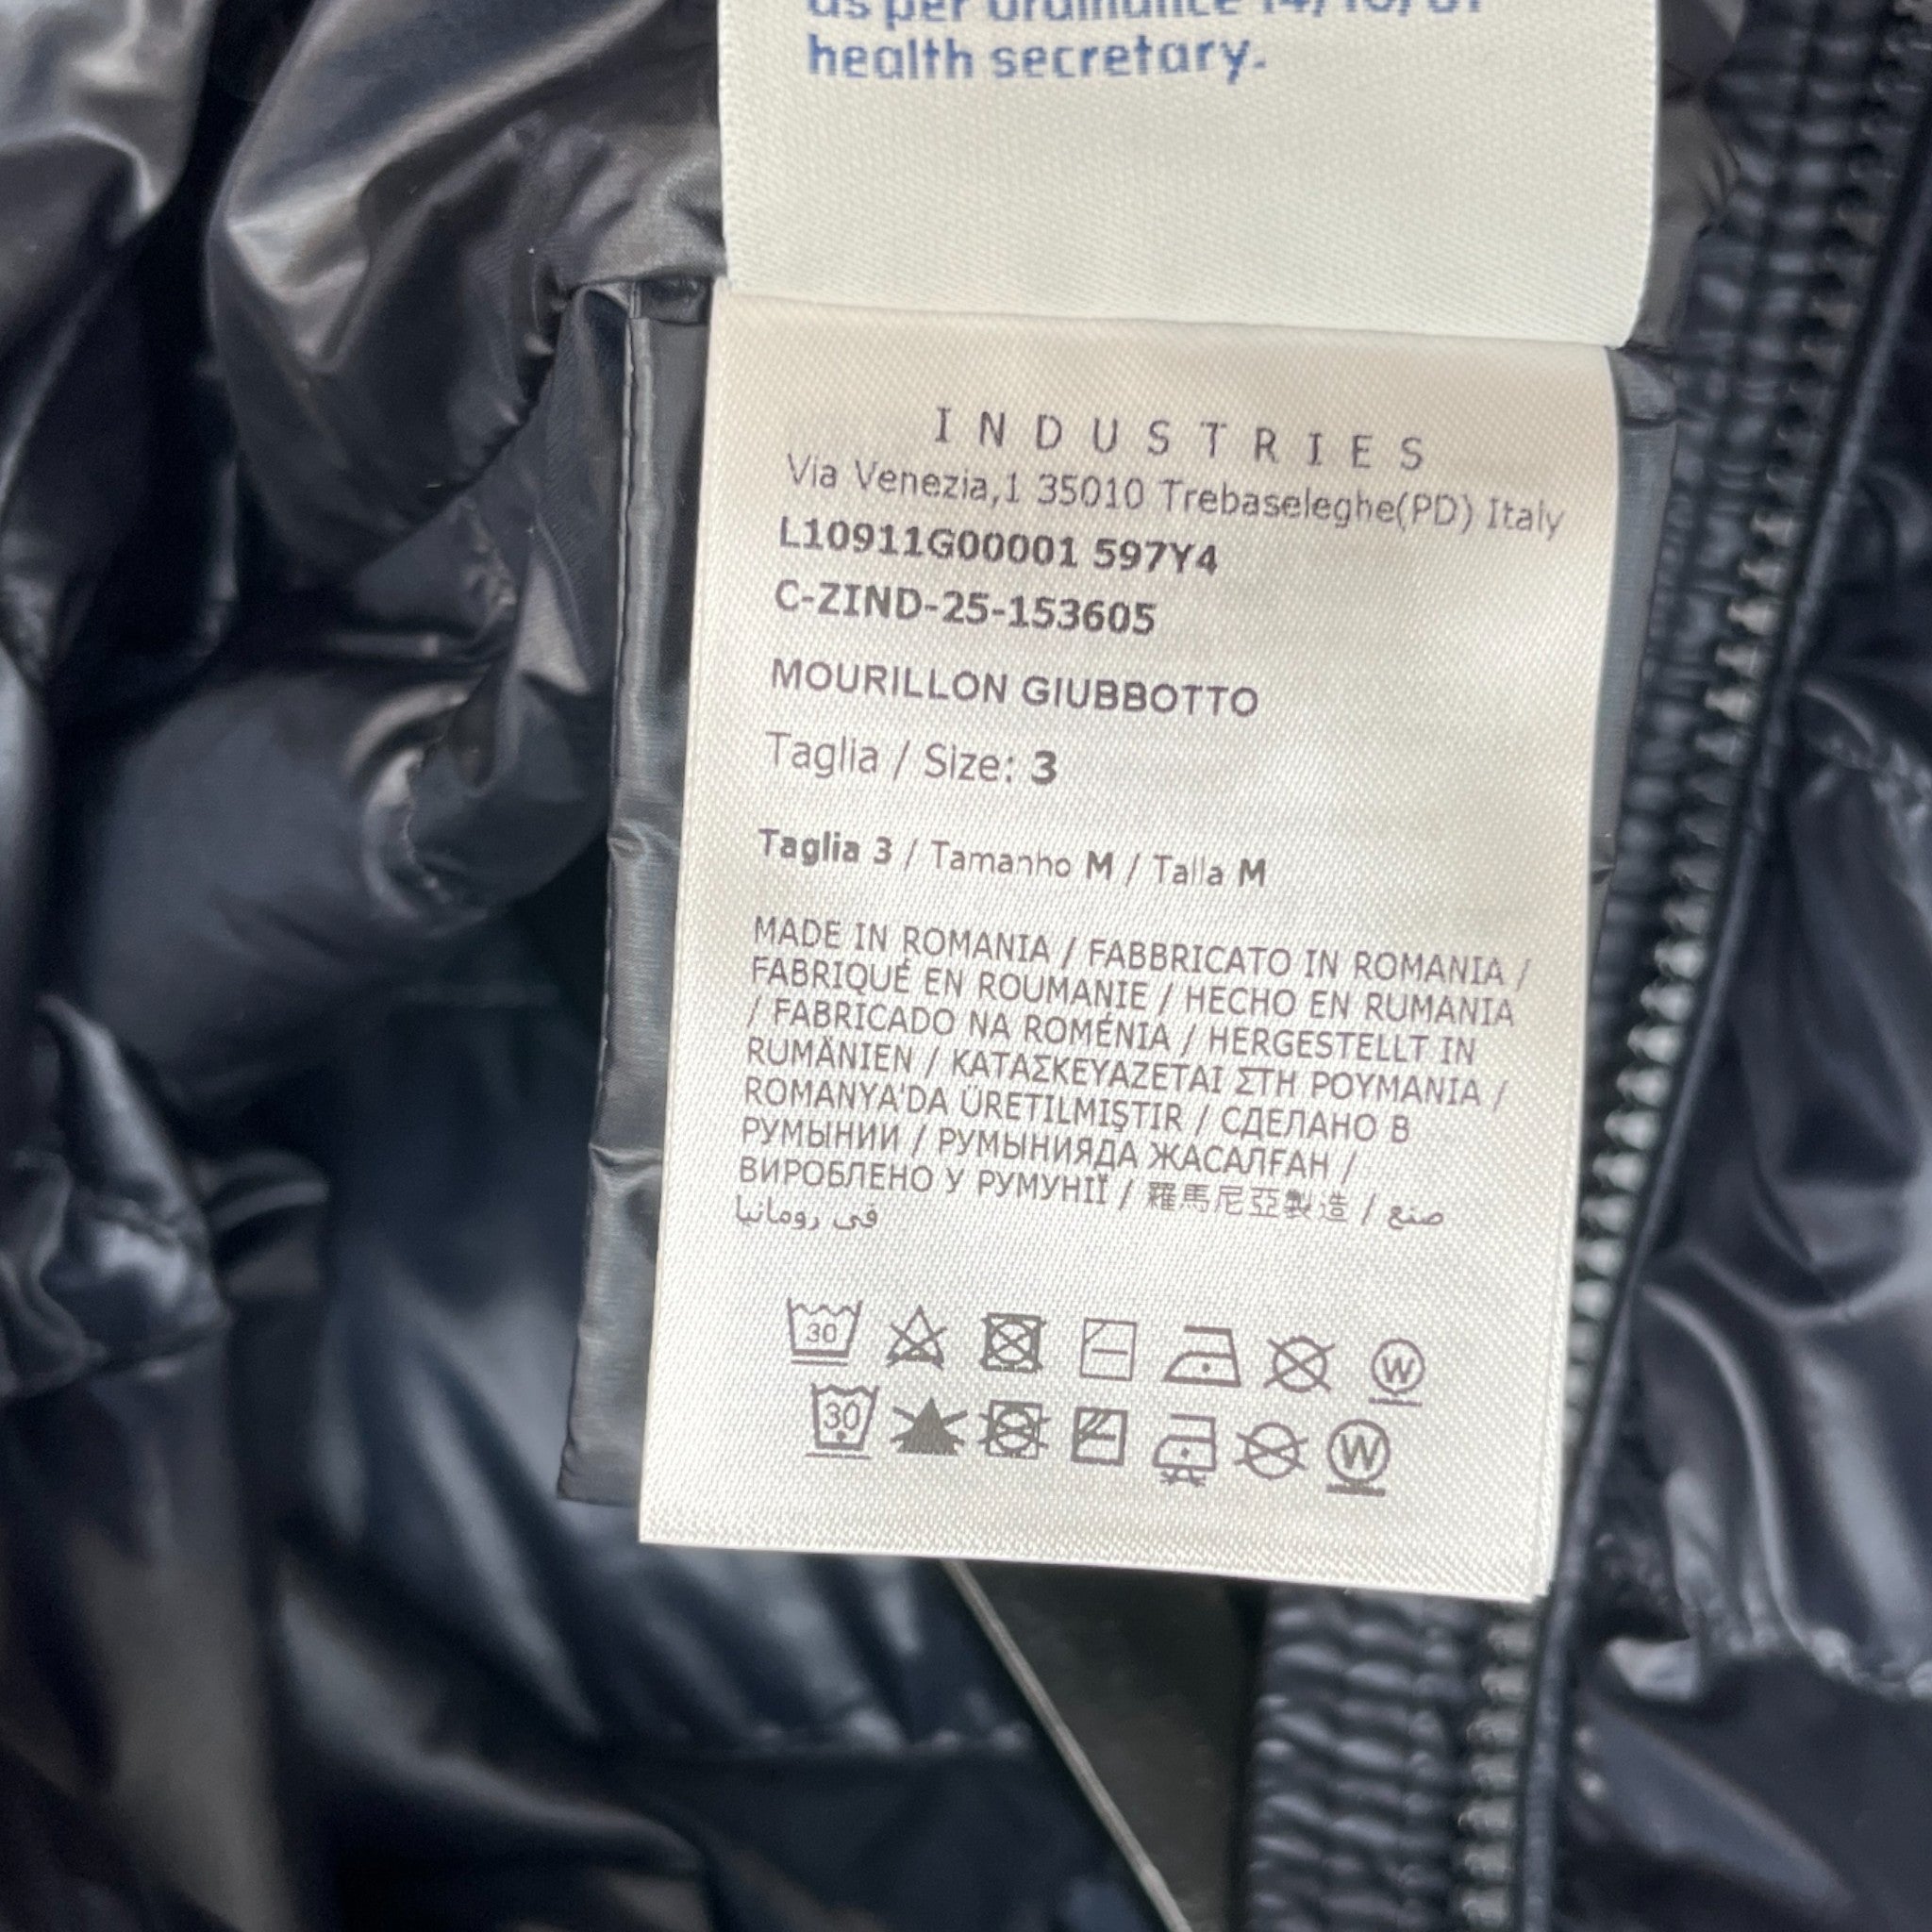 as per Ordinance 14/10/81
health secretary.
INDUSTRIES
Via Venezia,1 35010 Trebaseleghe(PD) Italy
L10911G00001 597Y4
C-ZIND-25-153605
MOURILLON GIUBBOTTO
Taglia / Size: 3
Taglia 3 / Tamanho M / Talla M
MADE IN ROMANIA / FABBRICATO IN ROMANIA /
FABRIQUÉ EN ROUMANIE / HECHO EN RUMANIA
/ FABRICADO NA ROMÉNIA / HERGESTELLT IN
RUMÄNIEN / ΚΑΤΑΣΚΕΥΑΖΕΤΑΙ ΣΤΗ ΡΟΥΜΑΝΙΑ /
ROMANYA'DA ÜRETILMIŞTIR / СДЕЛАНО В
РУМЫНИИ / РУМЫНИЯДА ЖАСАЛҒАН /
ВИРОБЛЕНО У РУМУНІЇ / 羅馬尼亞製造 / صنع
في رومانيا
30 W
30 W